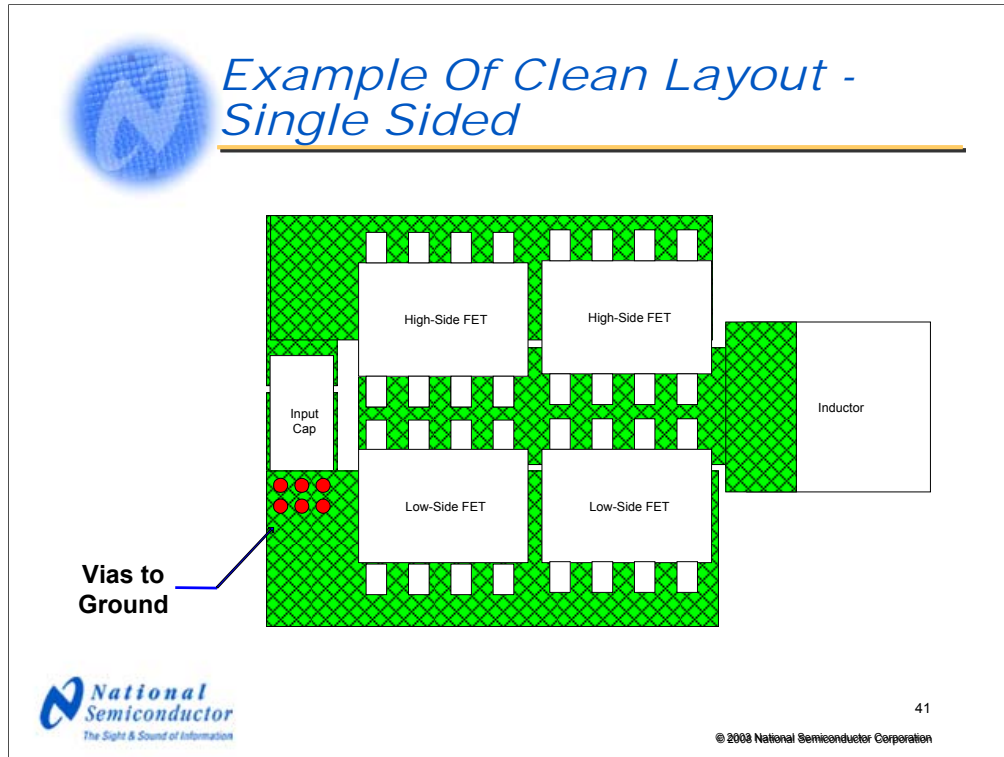 Example Of Clean Layout -
Single Sided
High-Side FET
High-Side FET
Input
Cap
Inductor
Low-Side FET
Low-Side FET
Vias to
Ground
National
Semiconductor
The Sight & Sound of Information
41
© 2003 National Semiconductor Corporation